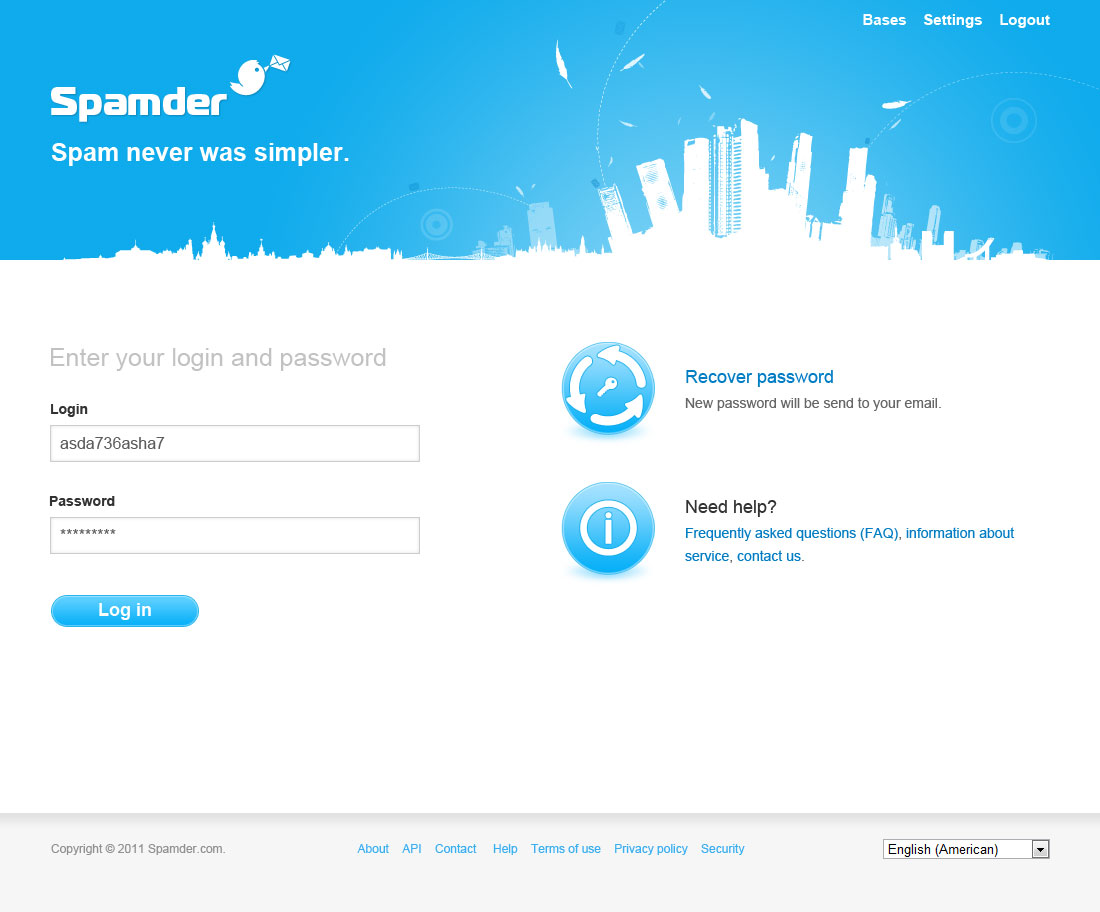 Bases Settings Logout
Spamder
Spam never was simpler.
Enter your login and password
Login
asda736asha7
Password
*********
Log in
Recover password
New password will be send to your email.
Need help?
Frequently asked questions (FAQ), information about
service, contact us.
Copyright © 2011 Spamder.com.
About API Contact Help Terms of use Privacy policy Security
English (American)